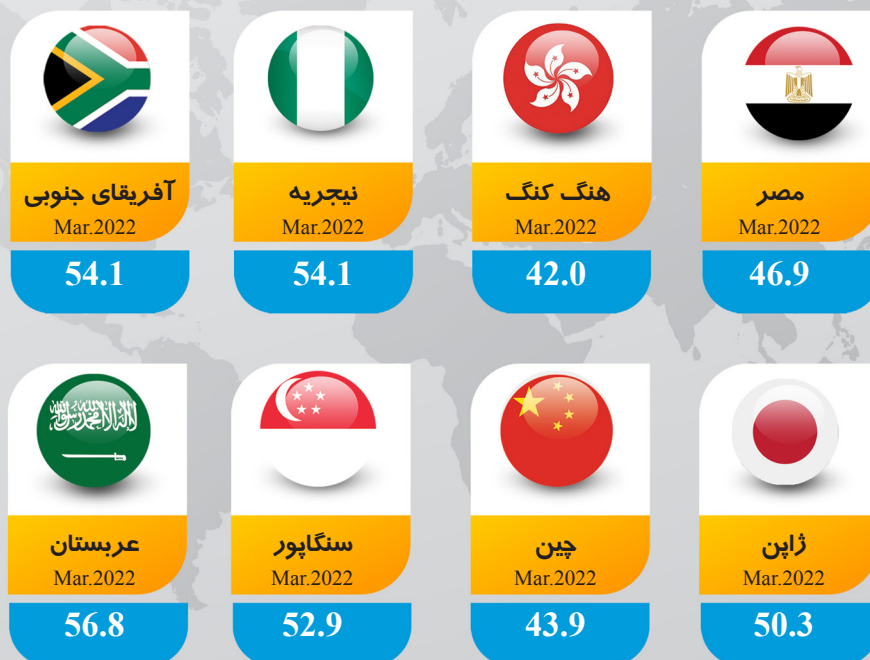 مصر
Mar.2022
46.9
هنگ کنگ
Mar.2022
42.0
نیجریه
Mar.2022
54.1
آفریقای جنوبی
Mar.2022
54.1
ژاپن
Mar.2022
50.3
چین
Mar.2022
43.9
سنگاپور
Mar.2022
52.9
عربستان
Mar.2022
56.8